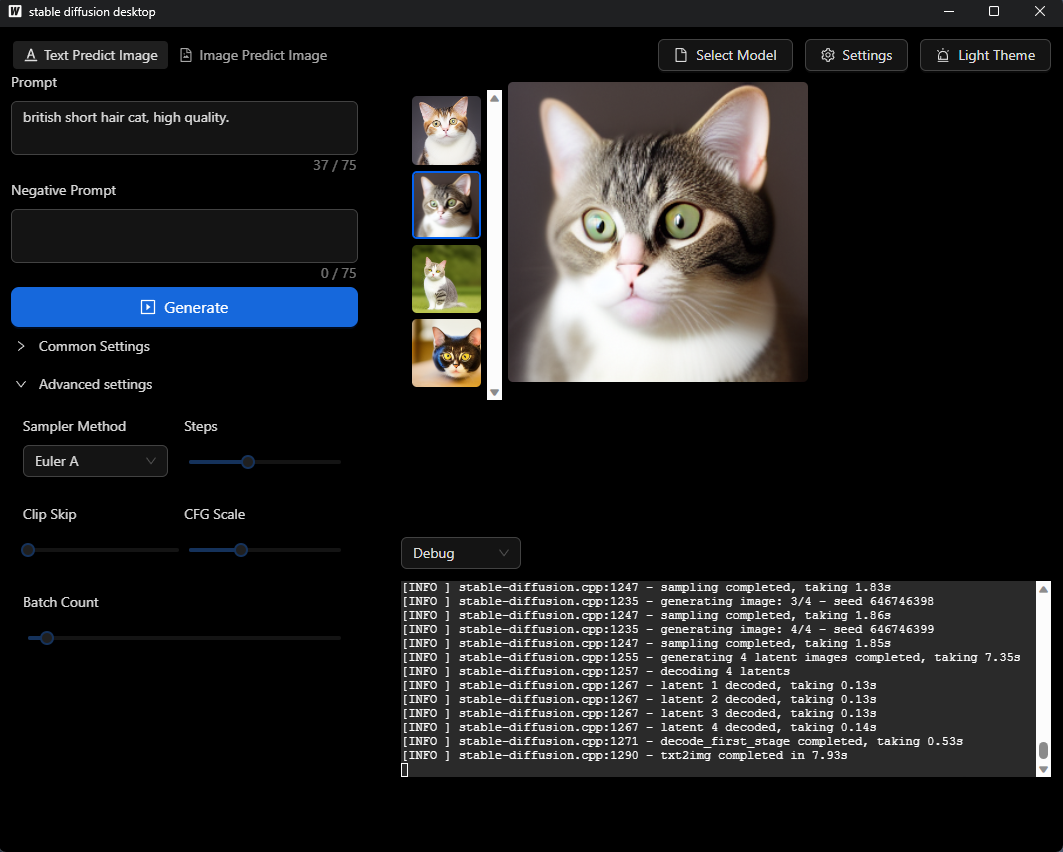 W stable diffusion desktop
Text Predict Image
Image Predict Image
Select Model
Settings
Light Theme
Prompt
british short hair cat, high quality.
37 / 75
Negative Prompt
0 / 75
Generate
Common Settings
Advanced settings
Sampler Method
Steps
Euler A
Clip Skip
CFG Scale
Batch Count
Debug
[INFO ] stable-diffusion.cpp:1247 - sampling completed, taking 1.83s
[INFO ] stable-diffusion.cpp:1235 - generating image: 3/4 - seed 646746398
[INFO ] stable-diffusion.cpp:1247 - sampling completed, taking 1.86s
[INFO ] stable-diffusion.cpp:1235 - generating image: 4/4 - seed 646746399
[INFO ] stable-diffusion.cpp:1247 - sampling completed, taking 1.85s
[INFO ] stable-diffusion.cpp:1255 - generating 4 latent images completed, taking 7.35s
[INFO ] stable-diffusion.cpp:1257 - decoding 4 latents
[INFO ] stable-diffusion.cpp:1267 - latent 1 decoded, taking 0.13s
[INFO ] stable-diffusion.cpp:1267 - latent 2 decoded, taking 0.13s
[INFO ] stable-diffusion.cpp:1267 - latent 3 decoded, taking 0.13s
[INFO ] stable-diffusion.cpp:1267 - latent 4 decoded, taking 0.14s
[INFO ] stable-diffusion.cpp:1271 - decode_first_stage completed, taking 0.53s
[INFO ] stable-diffusion.cpp:1290 - txt2img completed in 7.93s